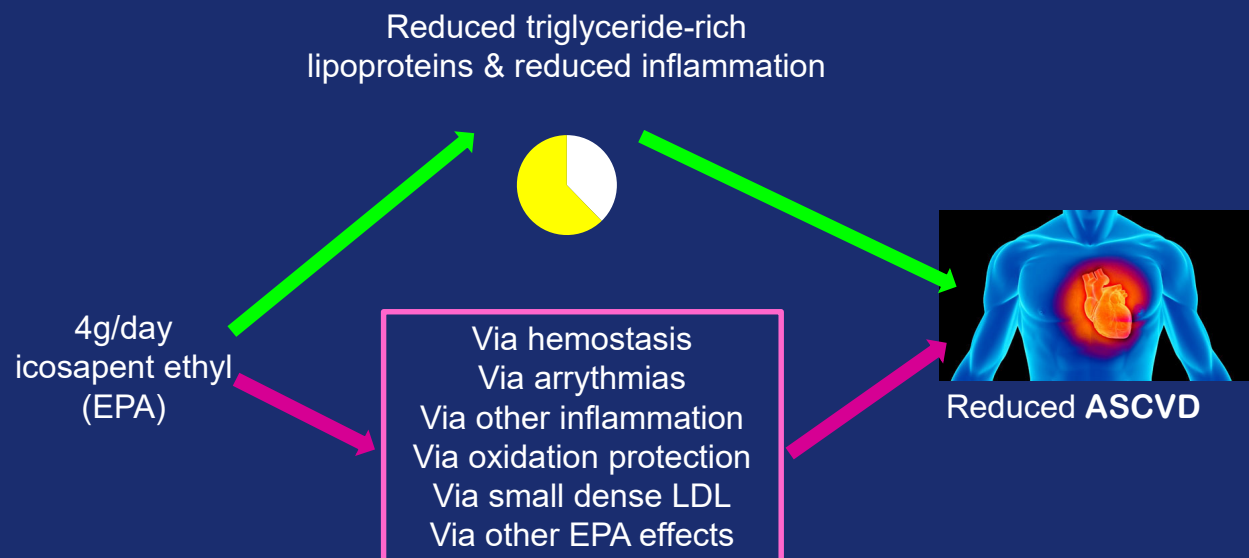 Reduced triglyceride-rich
lipoproteins & reduced inflammation
4g/day
icosapent ethyl
(EPA)
Via hemostasis
Via arrythmias
Via other inflammation
Via oxidation protection
Via small dense LDL
Via other EPA effects
Reduced ASCVD